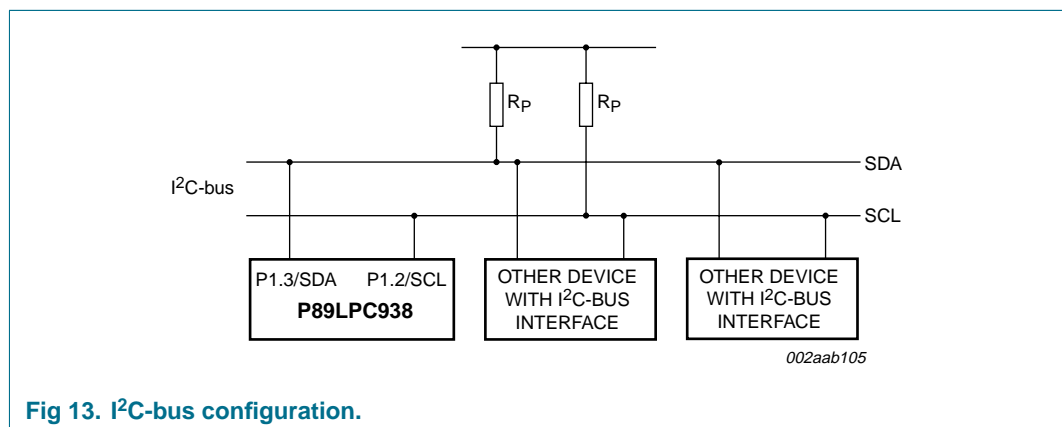 RP RP
SDA
I2C-bus
SCL
P1.3/SDA P1.2/SCL
P89LPC938
OTHER DEVICE
WITH I2C-BUS
INTERFACE
OTHER DEVICE
WITH I2C-BUS
INTERFACE
002aab105
Fig 13. I2C-bus configuration.